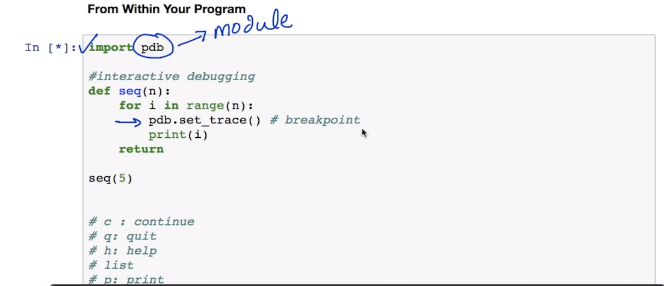 From Within Your Program
module
In [*]: import pdb
#interactive debugging
def seq(n):
    for i in range(n):
        pdb.set_trace() # breakpoint
        print(i)
    return
seq(5)
# c : continue
# q: quit
# h: help
# list
# p: print